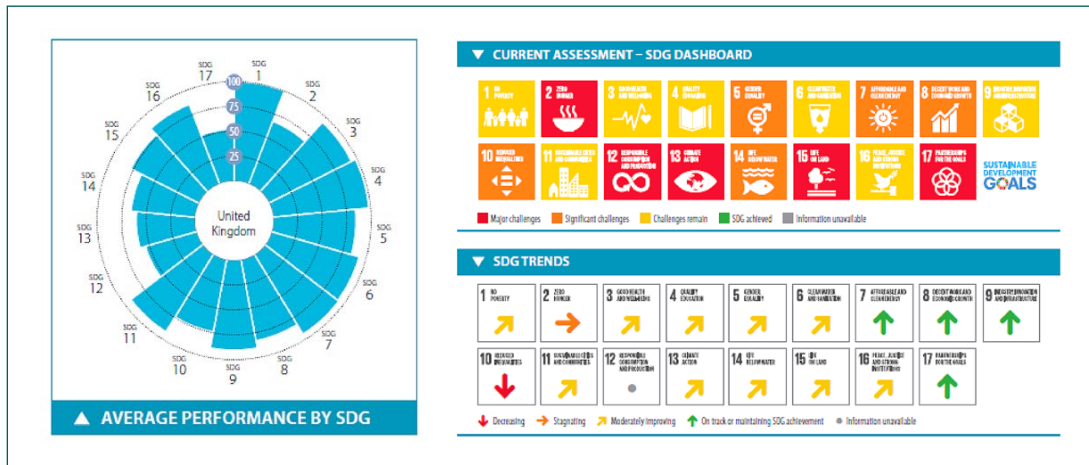 SDG 1
SDG 2
SDG 3
SDG 4
SDG 5
SDG 6
SDG 7
SDG 8
SDG 9
SDG 10
SDG 11
SDG 12
SDG 13
SDG 14
SDG 15
SDG 16
SDG 17
100
75
50
25
United
Kingdom
AVERAGE PERFORMANCE BY SDG
CURRENT ASSESSMENT – SDG DASHBOARD
1 NO POVERTY
2 ZERO HUNGER
3 GOOD HEALTH AND WELL-BEING
4 QUALITY EDUCATION
5 GENDER EQUALITY
6 CLEAN WATER AND SANITATION
7 AFFORDABLE AND CLEAN ENERGY
8 DECENT WORK AND ECONOMIC GROWTH
9 INDUSTRY, INNOVATION AND INFRASTRUCTURE
10 REDUCED INEQUALITIES
11 SUSTAINABLE CITIES AND COMMUNITIES
12 RESPONSIBLE CONSUMPTION AND PRODUCTION
13 CLIMATE ACTION
14 LIFE BELOW WATER
15 LIFE ON LAND
16 PEACE, JUSTICE AND STRONG INSTITUTIONS
17 PARTNERSHIPS FOR THE GOALS
SUSTAINABLE
DEVELOPMENT
GOALS
Major challenges
Significant challenges
Challenges remain
SDG achieved
Information unavailable
SDG TRENDS
1 NO POVERTY
2 ZERO HUNGER
3 GOOD HEALTH AND WELL-BEING
4 QUALITY EDUCATION
5 GENDER EQUALITY
6 CLEAN WATER AND SANITATION
7 AFFORDABLE AND CLEAN ENERGY
8 DECENT WORK AND ECONOMIC GROWTH
9 INDUSTRY, INNOVATION AND INFRASTRUCTURE
10 REDUCED INEQUALITIES
11 SUSTAINABLE CITIES AND COMMUNITIES
12 RESPONSIBLE CONSUMPTION AND PRODUCTION
13 CLIMATE ACTION
14 LIFE BELOW WATER
15 LIFE ON LAND
16 PEACE, JUSTICE AND STRONG INSTITUTIONS
17 PARTNERSHIPS FOR THE GOALS
Decreasing
Stagnating
Moderately improving
On track or maintaining SDG achievement
Information unavailable